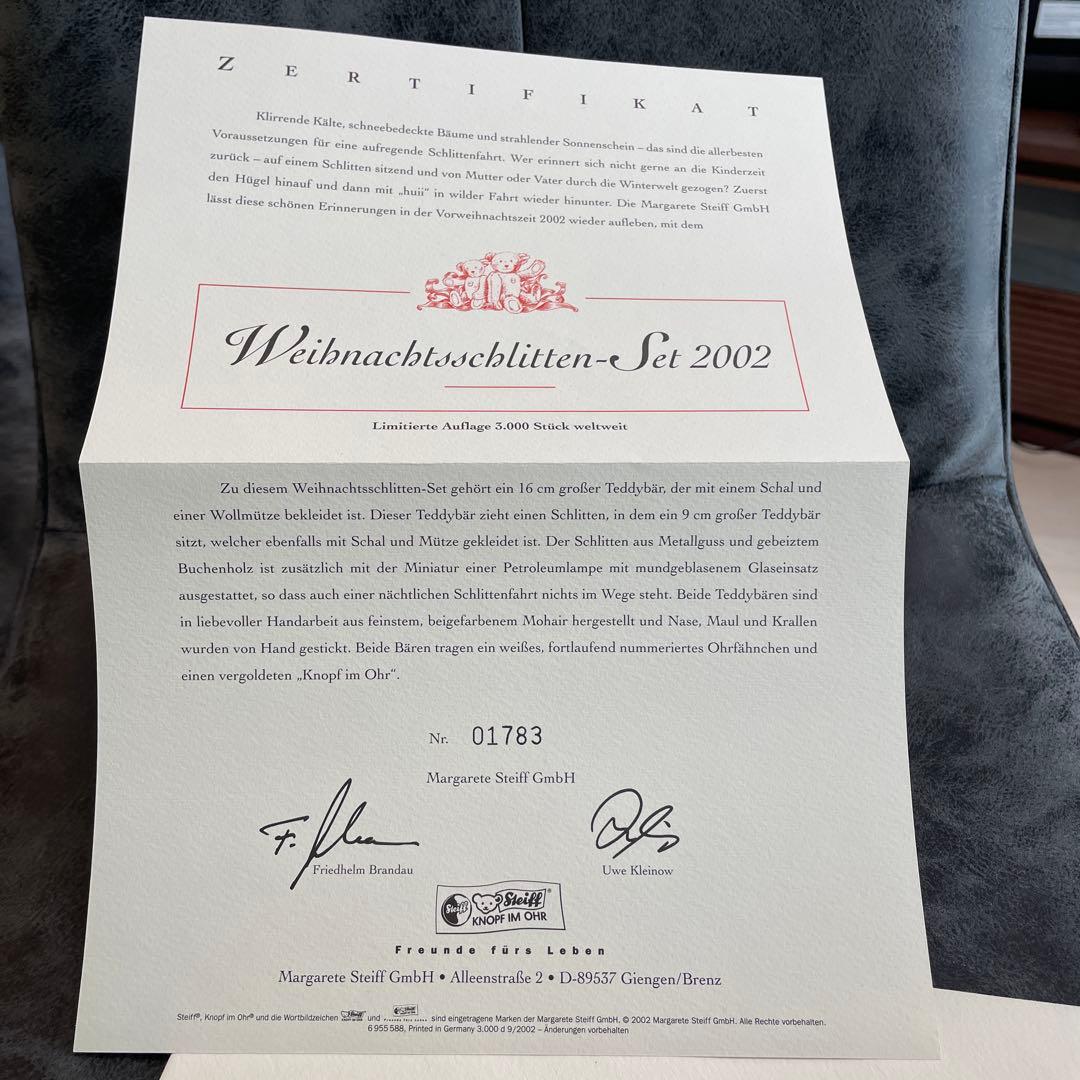 ZERTIFIKAT
Klirrende Kälte, schneebedeckte Bäume und strahlender Sonnenschein – das sind die allerbesten
Voraussetzungen für eine aufregende Schlittenfahrt. Wer erinnert sich nicht gerne an die Kinderzeit
zurück – auf einem Schlitten sitzend und von Mutter oder Vater durch die Winterwelt gezogen? Zuerst
den Hügel hinauf und dann mit „huii“ in wilder Fahrt wieder hinunter. Die Margarete Steiff GmbH
lässt diese schönen Erinnerungen in der Vorweihnachtszeit 2002 wieder aufleben, mit dem
Weihnachtsschlitten-Set 2002
Limitierte Auflage 3.000 Stück weltweit
Zu diesem Weihnachtsschlitten-Set gehört ein 16 cm großer Teddybär, der mit einem Schal und
einer Wollmütze bekleidet ist. Dieser Teddybär zieht einen Schlitten, in dem ein 9 cm großer Teddybär
sitzt, welcher ebenfalls mit Schal und Mütze gekleidet ist. Der Schlitten aus Metallguss und gebeiztem
Buchenholz ist zusätzlich mit der Miniatur einer Petroleumlampe mit mundgeblasenem Glaseinsatz
ausgestattet, so dass auch einer nächtlichen Schlittenfahrt nichts im Wege steht. Beide Teddybären sind
in liebevoller Handarbeit aus feinstem, beigefarbenem Mohair hergestellt und Nase, Maul und Krallen
wurden von Hand gestickt. Beide Bären tragen ein weißes, fortlaufend nummeriertes Ohrfähnchen und
einen vergoldeten „Knopf im Ohr“.
Nr. 01783
Margarete Steiff GmbH
Friedhelm Brandau Uwe Kleinow
Steiff Steiff®
KNOPF IM OHR
Freunde fürs Leben
Margarete Steiff GmbH • Alleenstraße 2 • D-89537 Giengen/Brenz
Steiff®, Knopf im Ohr® und die Wortbildzeichen und sind eingetragene Marken der Margarete Steiff GmbH. © 2002 Margarete Steiff GmbH. Alle Rechte vorbehalten.
6 955 588, Printed in Germany 3.000 d 9/2002 – Änderungen vorbehalten